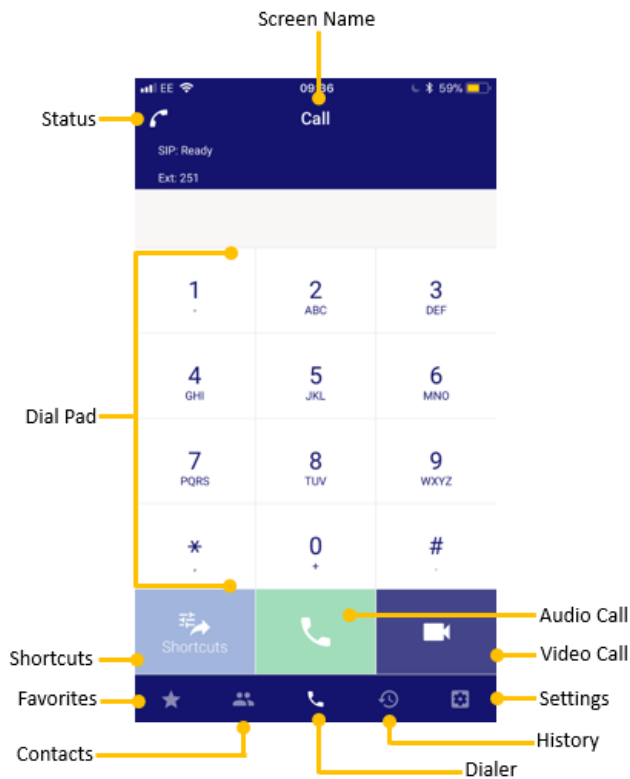 Screen Name
EE 09:36 59%
Status
Call
SIP: Ready
Ext: 251
1 2 3
ABC DEF
4 5 6
GHI JKL MNO
Dial Pad
7 8 9
PQRS TUV WXYZ
* 0 #
, +
Audio Call
Shortcuts
Video Call
Shortcuts
Favorites
Settings
History
Contacts
Dialer